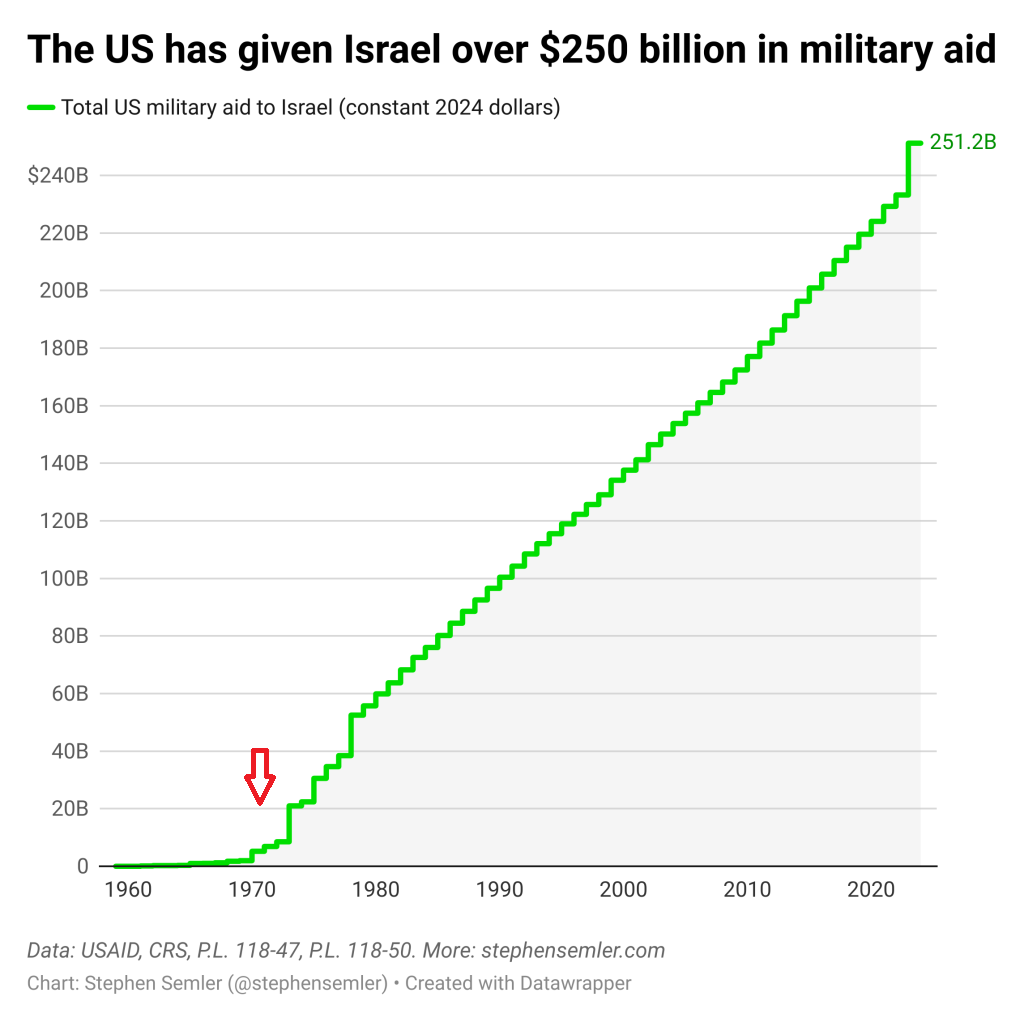 The US has given Israel over $250 billion in military aid
Total US military aid to Israel (constant 2024 dollars)
251.2B
$240B
220B
200B
180B
160B
140B
120B
100B
80B
60B
40B
20B
0
1960 1970 1980 1990 2000 2010 2020
Data: USAID, CRS, P.L. 118-47, P.L. 118-50. More: stephensemler.com
Chart: Stephen Semler (@stephensemler) • Created with Datawrapper